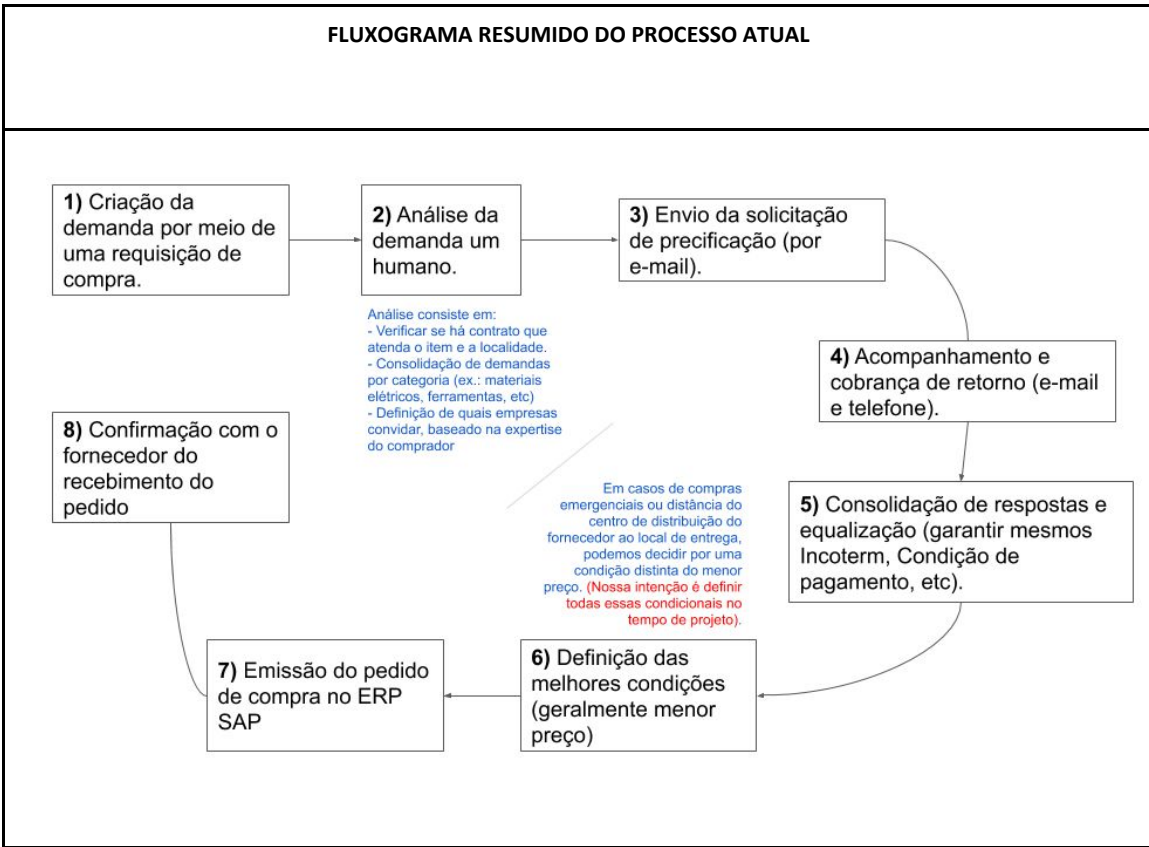 FLUXOGRAMA RESUMIDO DO PROCESSO ATUAL
1) Criação da
demanda por meio de
uma requisição de
compra.
2) Análise da
demanda um
humano.
3) Envio da solicitação
de precificação (por
e-mail).
Análise consiste em:
- Verificar se há contrato que
atenda o item e a localidade.
- Consolidação de demandas
por categoria (ex.: materiais
elétricos, ferramentas, etc)
- Definição de quais empresas
convidar, baseado na expertise
do comprador
4) Acompanhamento e
cobrança de retorno (e-mail
e telefone).
5) Consolidação de respostas e
equalização (garantir mesmos
Incoterm, Condição de
pagamento, etc).
Em casos de compras
emergenciais ou distância do
centro de distribuição do
fornecedor ao local de entrega,
podemos decidir por uma
condição distinta do menor
preço. (Nossa intenção é definir
todas essas condicionais no
tempo de projeto).
6) Definição das
melhores condições
(geralmente menor
preço)
7) Emissão do pedido
de compra no ERP
SAP
8) Confirmação com o
fornecedor do
recebimento do
pedido